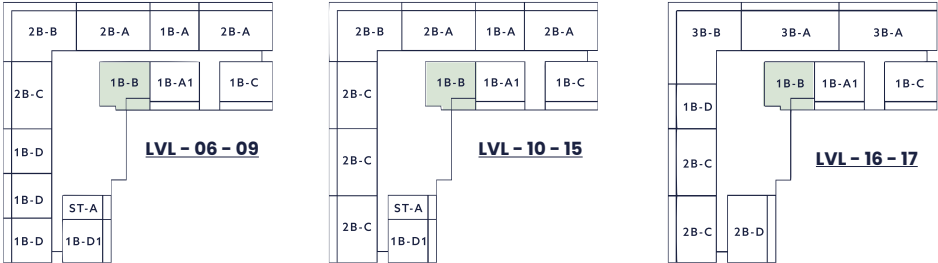 2B-B 2B-A 1B-A 2B-A
1B-B 1B-A1 1B-C
2B-C
1B-D
1B-D
ST-A
1B-D 1B-D1
LVL - 06 - 09
2B-B 2B-A 1B-A 2B-A
1B-B 1B-A1 1B-C
2B-C
2B-C
ST-A
2B-C 1B-D1
LVL - 10 - 15
3B-B 3B-A 3B-A
1B-B 1B-A1 1B-C
1B-D
2B-C
2B-C 2B-D
LVL - 16 - 17